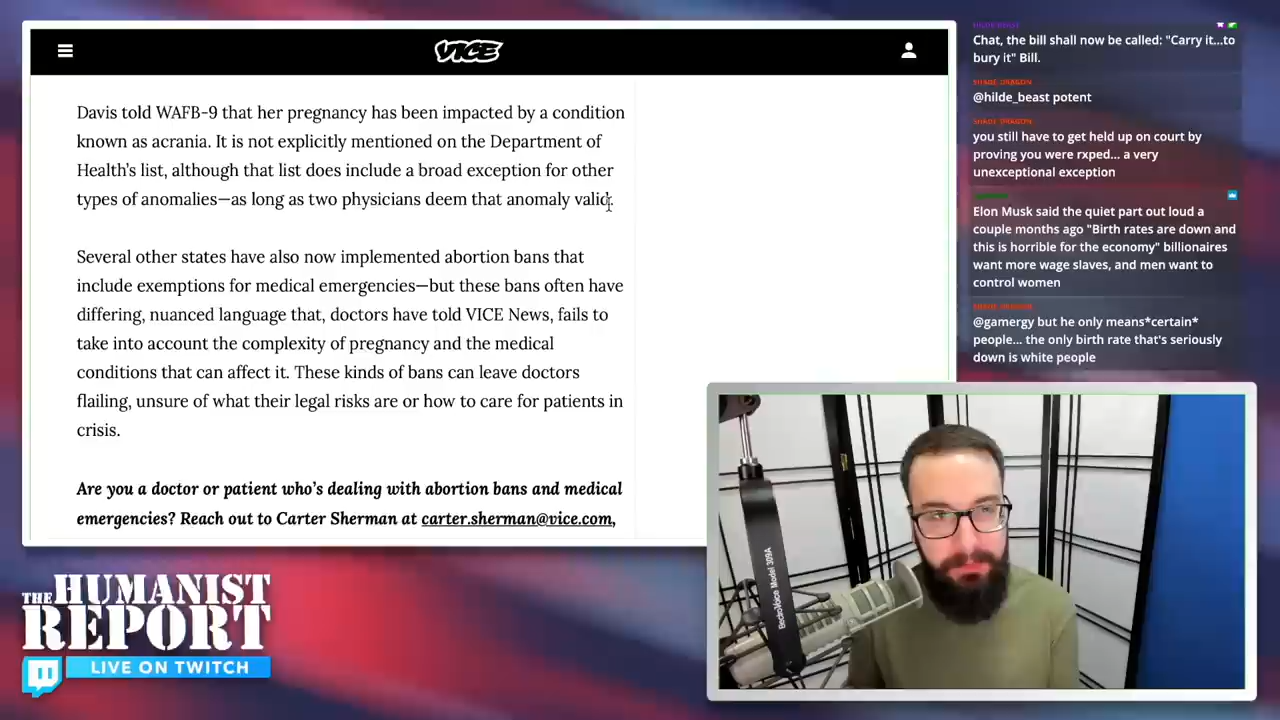 VICE
Davis told WAFB-9 that her pregnancy has been impacted by a condition
known as acrania. It is not explicitly mentioned on the Department of
Health's list, although that list does include a broad exception for other
types of anomalies—as long as two physicians deem that anomaly valid.
Several other states have also now implemented abortion bans that
include exemptions for medical emergencies—but these bans often have
differing, nuanced language that, doctors have told VICE News, fails to
take into account the complexity of pregnancy and the medical
conditions that can affect it. These kinds of bans can leave doctors
flailing, unsure of what their legal risks are or how to care for patients in
crisis.
Are you a doctor or patient who's dealing with abortion bans and medical
emergencies? Reach out to Carter Sherman at carter.sherman@vice.com,
Chat, the bill shall now be called: "Carry it...to
bury it" Bill.
SHADE DRAGON
@hilde_beast potent
SHADE DRAGON
you still have to get held up on court by
proving you were rxped... a very
unexceptional exception
Elon Musk said the quiet part out loud a
couple months ago "Birth rates are down and
this is horrible for the economy" billionaires
want more wage slaves, and men want to
control women
SHADE DRAGON
@gamergy but he only means*certain*
people... the only birth rate that's seriously
down is white people
BeckoVoice Model 309A
THE HUMANIST
REPORT
LIVE ON TWITCH